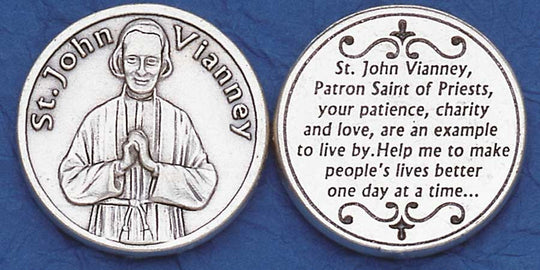 St. John Vianney
St. John Vianney,
Patron Saint of Priests,
your patience, charity
and love, are an example
to live by.Help me to make
people's lives better
one day at a time...